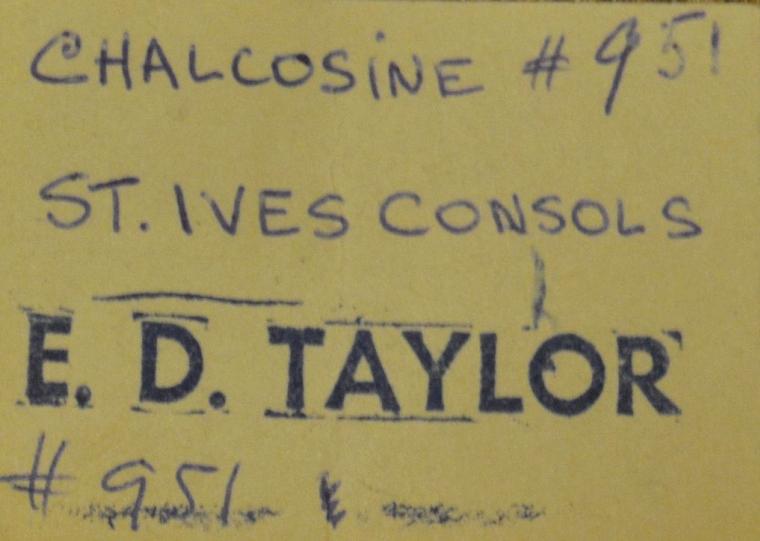 CHALCOSINE # 951
ST. IVES CONSOLS
E. D. TAYLOR
# 951